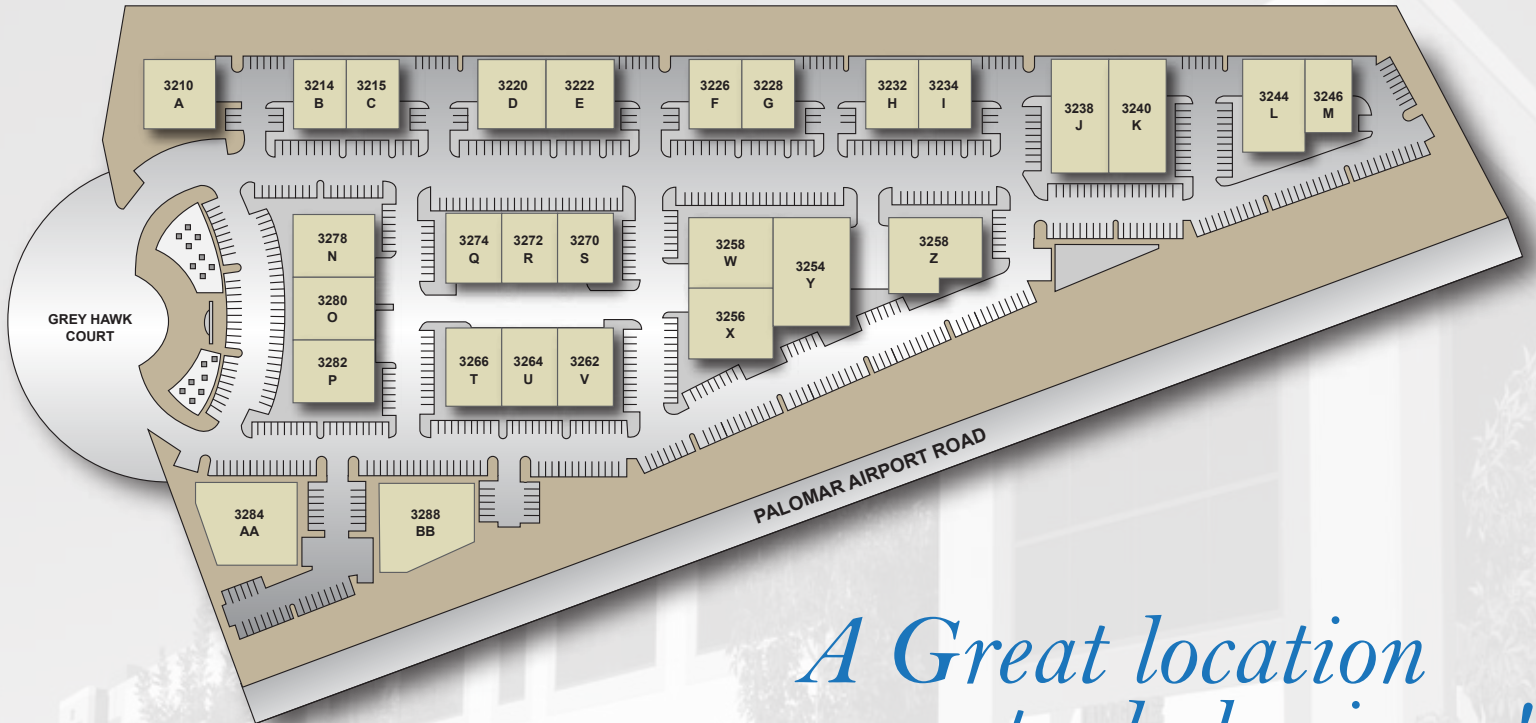 3210
A
3214
B
3215
C
3220
D
3222
E
3226
F
3228
G
3232
H
3234
I
3238
J
3240
K
3244
L
3246
M
3278
N
3280
O
3282
P
3274
Q
3272
R
3270
S
3266
T
3264
U
3262
V
3258
W
3256
X
3254
Y
3258
Z
GREY HAWK
COURT
3284
AA
3288
BB
PALOMAR AIRPORT ROAD
A Great location